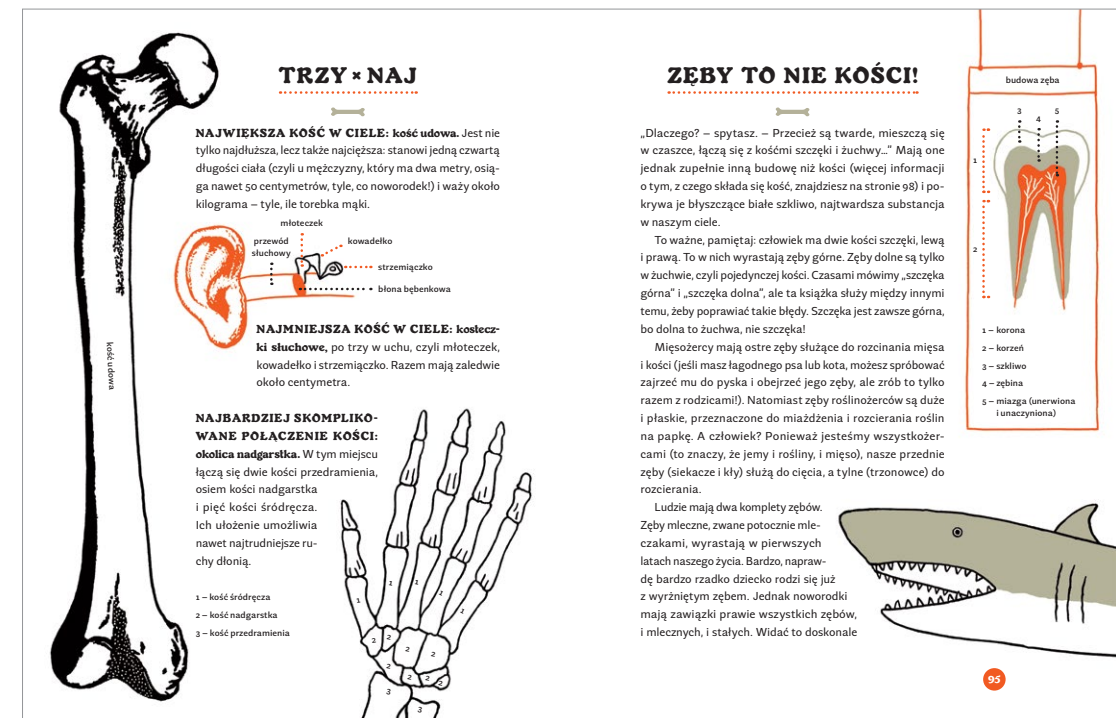 TRZY × NAJ
NAJWIĘKSZA KOŚĆ W CIELE: kość udowa. Jest nie
tylko najdłuższa, lecz także najcięższa: stanowi jedną czwartą
długości ciała (czyli u mężczyzny, który ma dwa metry, osią-
ga nawet 50 centymetrów, tyle, co noworodek!) i waży około
kilograma – tyle, ile torebka mąki.
młoteczek
przewód
słuchowy
kowadełko
strzemiączko
błona bębenkowa
kość udowa
NAJMNIEJSZA KOŚĆ W CIELE: kostecz-
ki słuchowe, po trzy w uchu, czyli młoteczek,
kowadełko i strzemiączko. Razem mają zaledwie
około centymetra.
NAJBARDZIEJ SKOMPLIKO-
WANE POŁĄCZENIE KOŚCI:
okolica nadgarstka. W tym miejscu
łączą się dwie kości przedramienia,
osiem kości nadgarstka
i pięć kości śródręcza.
Ich ułożenie umożliwia
nawet najtrudniejsze ru-
chy dłonią.
1 – kość śródręcza
2 – kość nadgarstka
3 – kość przedramienia
1
1
1
1
1
2
2
2
2
2
2
2
2
3
3
ZĘBY TO NIE KOŚCI!
„Dlaczego? – spytasz. – Przecież są twarde, mieszczą się
w czaszce, łączą się z kośćmi szczęki i żuchwy…” Mają one
jednak zupełnie inną budowę niż kości (więcej informacji
o tym, z czego składa się kość, znajdziesz na stronie 98) i po-
krywa je błyszczące białe szkliwo, najtwardsza substancja
w naszym ciele.
To ważne, pamiętaj: człowiek ma dwie kości szczęki, lewą
i prawą. To w nich wyrastają zęby górne. Zęby dolne są tylko
w żuchwie, czyli pojedynczej kości. Czasami mówimy „szczęka
górna” i „szczęka dolna”, ale ta książka służy między innymi
temu, żeby poprawiać takie błędy. Szczęka jest zawsze górna,
bo dolna to żuchwa, nie szczęka!
Mięsożercy mają ostre zęby służące do rozcinania mięsa
i kości (jeśli masz łagodnego psa lub kota, możesz spróbować
zajrzeć mu do pyska i obejrzeć jego zęby, ale zrób to tylko
razem z rodzicami!). Natomiast zęby roślinożerców są duże
i płaskie, przeznaczone do miażdżenia i rozcierania roślin
na papkę. A człowiek? Ponieważ jesteśmy wszystkożer-
cami (to znaczy, że jemy i rośliny, i mięso), nasze przednie
zęby (siekacze i kły) służą do cięcia, a tylne (trzonowce) do
rozcierania.
Ludzie mają dwa komplety zębów.
Zęby mleczne, zwane potocznie mle-
czakami, wyrastają w pierwszych
latach naszego życia. Bardzo, napraw-
dę bardzo rzadko dziecko rodzi się już
z wyrżniętym zębem. Jednak noworodki
mają zawiązki prawie wszystkich zębów,
i mlecznych, i stałych. Widać to doskonale
budowa zęba
3
4
5
1
2
1 – korona
2 – korzeń
3 – szkliwo
4 – zębina
5 – miazga (unerwiona
i unaczyniona)
95